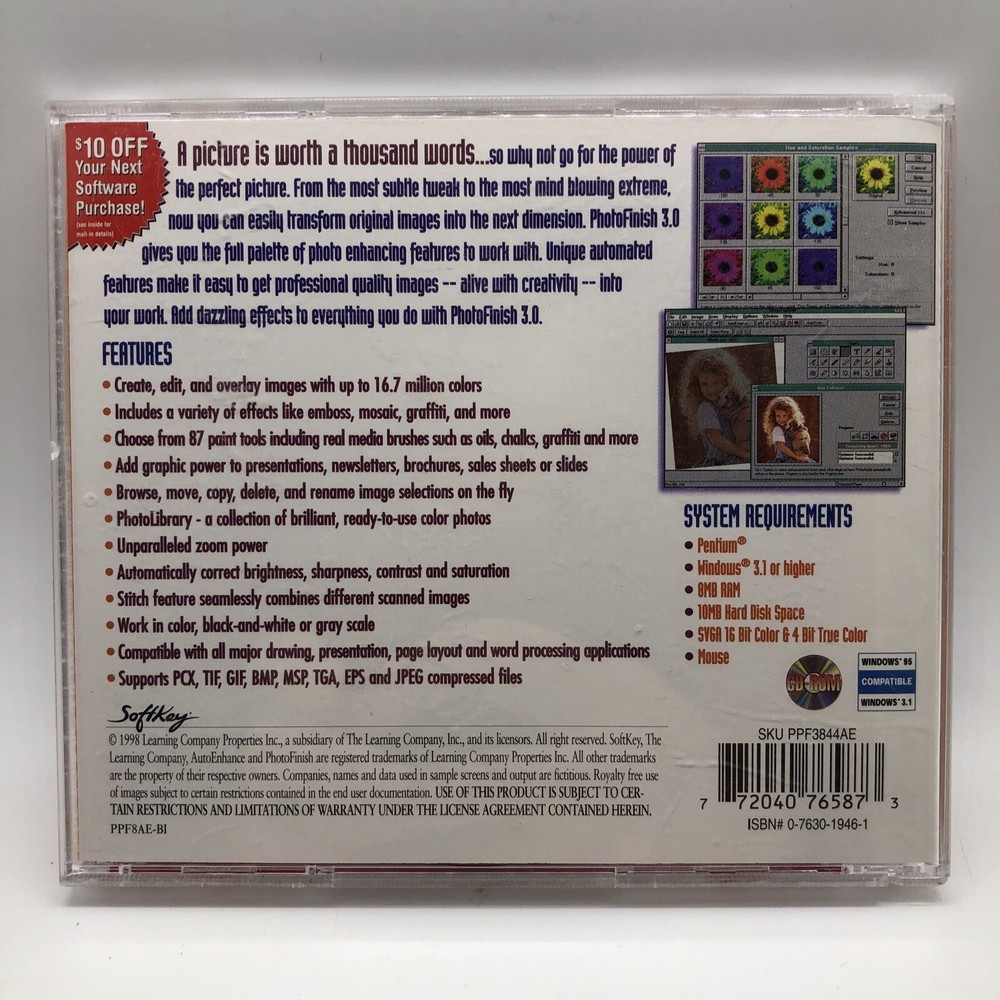 $10 OFF
Your Next
Software
Purchase!
(see inside for
mail-in details)
A picture is worth a thousand words...so why not go for the power of
the perfect picture. From the most subtle tweak to the most mind blowing extreme,
now you can easily transform original images into the next dimension. PhotoFinish 3.0
gives you the full palette of photo enhancing features to work with. Unique automated
features make it easy to get professional quality images -- alive with creativity -- into
your work. Add dazzling effects to everything you do with PhotoFinish 3.0.
FEATURES
• Create, edit, and overlay images with up to 16.7 million colors
• Includes a variety of effects like emboss, mosaic, graffiti, and more
• Choose from 87 paint tools including real media brushes such as oils, chalks, graffiti and more
• Add graphic power to presentations, newsletters, brochures, sales sheets or slides
• Browse, move, copy, delete, and rename image selections on the fly
• PhotoLibrary - a collection of brilliant, ready-to-use color photos
• Unparalleled zoom power
• Automatically correct brightness, sharpness, contrast and saturation
• Stitch feature seamlessly combines different scanned images
• Work in color, black-and-white or gray scale
• Compatible with all major drawing, presentation, page layout and word processing applications
• Supports PCX, TIF, GIF, BMP, MSP, TGA, EPS and JPEG compressed files
Hue and Saturation Samples
SYSTEM REQUIREMENTS
• Pentium®
• Windows® 3.1 or higher
• 8MB RAM
• 10MB Hard Disk Space
• SVGA 16 Bit Color & 4 Bit True Color
• Mouse
CD-ROM
WINDOWS® 95
COMPATIBLE
WINDOWS® 3.1
SoftKey
© 1998 Learning Company Properties Inc., a subsidiary of The Learning Company, Inc., and its licensors. All right reserved. SoftKey, The
Learning Company, AutoEnhance and PhotoFinish are registered trademarks of Learning Company Properties Inc. All other trademarks
are the property of their respective owners. Companies, names and data used in sample screens and output are fictitious. Royalty free use
of images subject to certain restrictions contained in the end user documentation. USE OF THIS PRODUCT IS SUBJECT TO CER-
TAIN RESTRICTIONS AND LIMITATIONS OF WARRANTY UNDER THE LICENSE AGREEMENT CONTAINED HEREIN.
PPF8AE-BI
SKU PPF3844AE
7 72040 76587 3
ISBN# 0-7630-1946-1